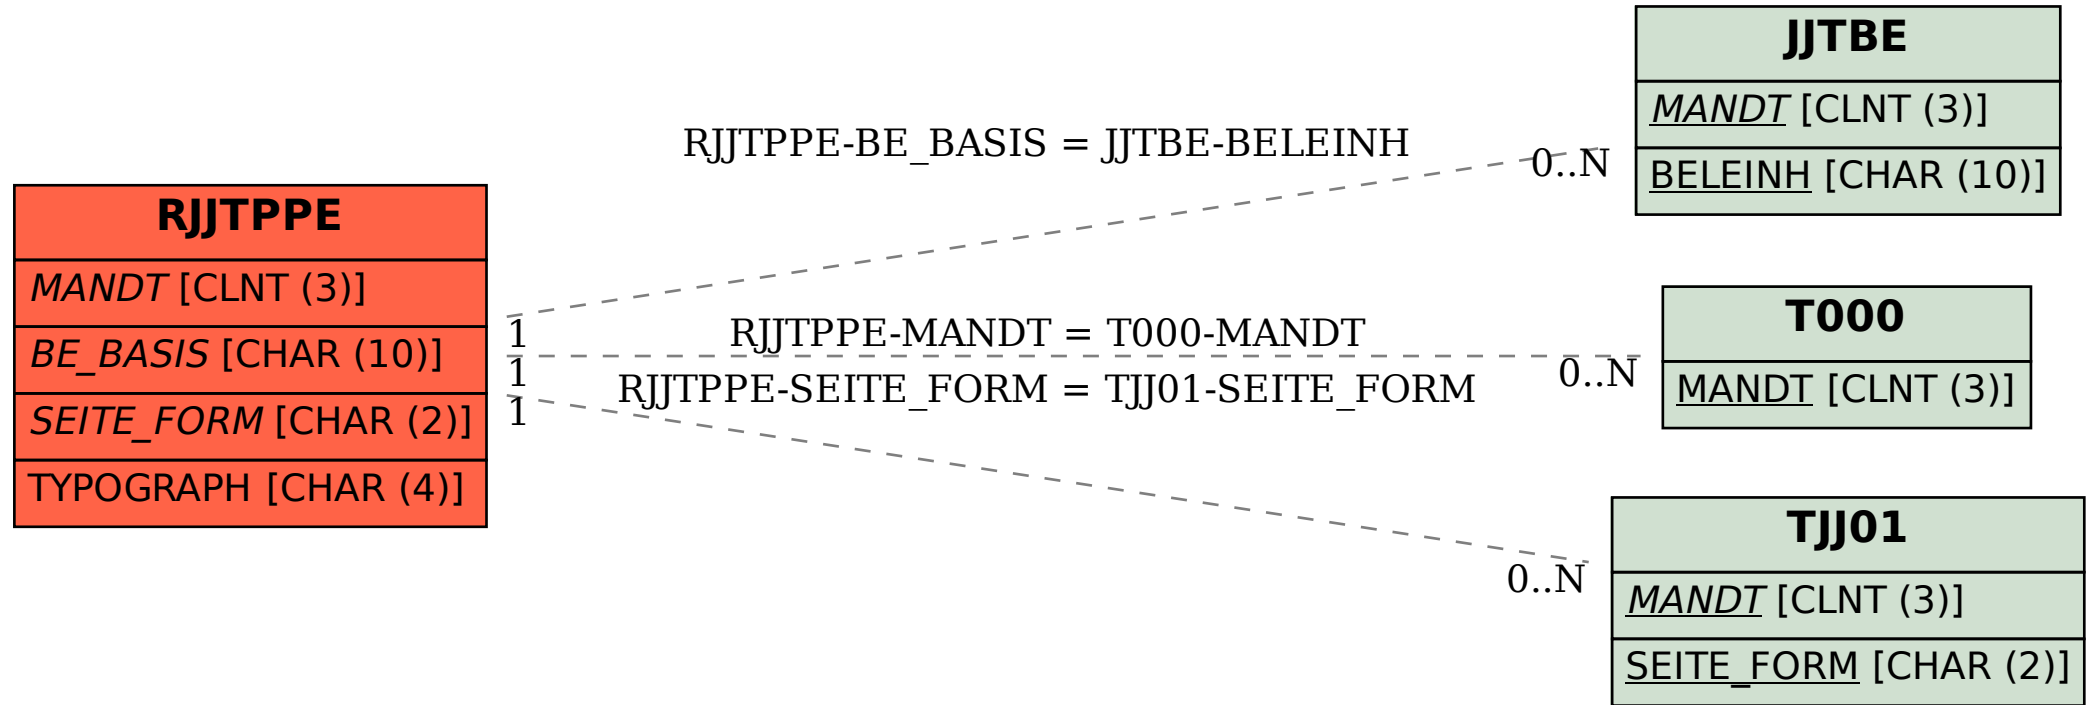 RJJTPPE
MANDT [CLNT (3)]
BE_BASIS [CHAR (10)]
SEITE_FORM [CHAR (2)]
TYPOGRAPH [CHAR (4)]
RJJTPPE-BE_BASIS = JJTBE-BELEINH
0..N
1
RJJTPPE-MANDT = T000-MANDT
0..N
1
RJJTPPE-SEITE_FORM = TJJ01-SEITE_FORM
0..N
1
JJTBE
MANDT [CLNT (3)]
BELEINH [CHAR (10)]
T000
MANDT [CLNT (3)]
TJJ01
MANDT [CLNT (3)]
SEITE_FORM [CHAR (2)]